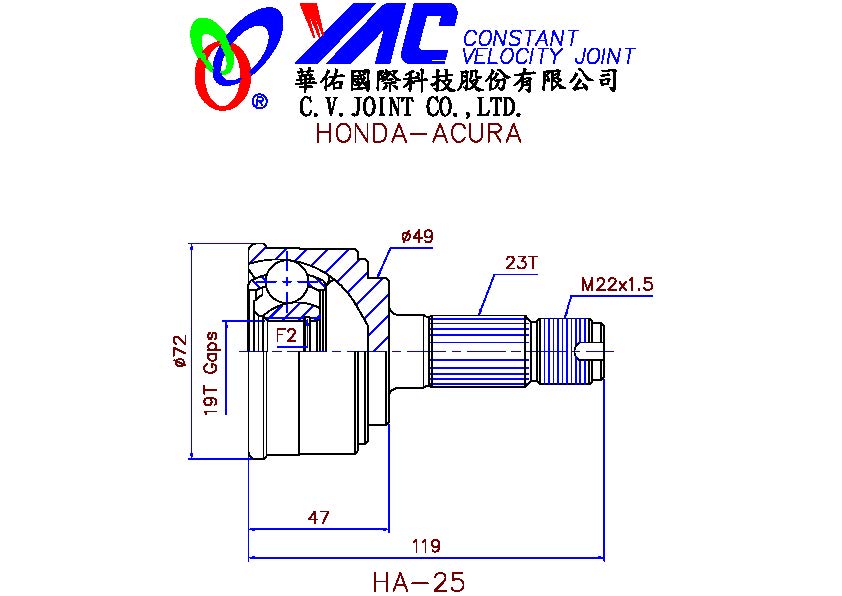 YAC CONSTANT
VELOCITY JOINT
®
華佑國際科技股份有限公司
C.V.JOINT CO.,LTD.
HONDA-ACURA
ø49
23T
M22x1.5
F2
ø72
19T Gaps
47
119
HA-25